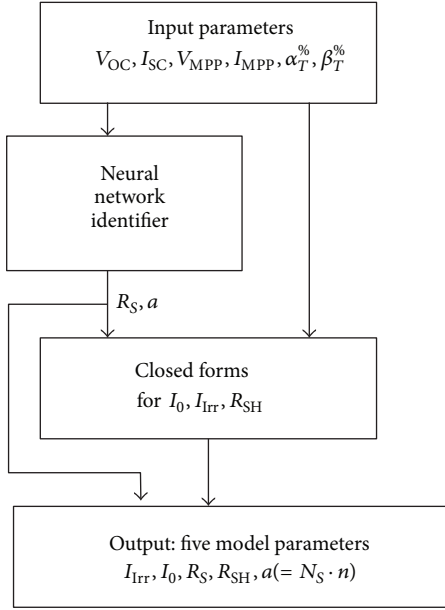 Input parameters
V_OC, I_SC, V_MPP, I_MPP, α_T^%, β_T^%
Neural
network
identifier
R_S, a
Closed forms
for I_0, I_Irr, R_SH
Output: five model parameters
I_Irr, I_0, R_S, R_SH, a(= N_S · n)